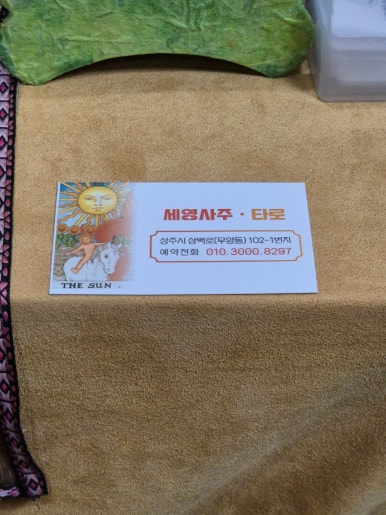 세영사주 · 타로
상주시 삼백로(무양동) 102-1번지
예약전화 010.3000.8297
THE SUN .